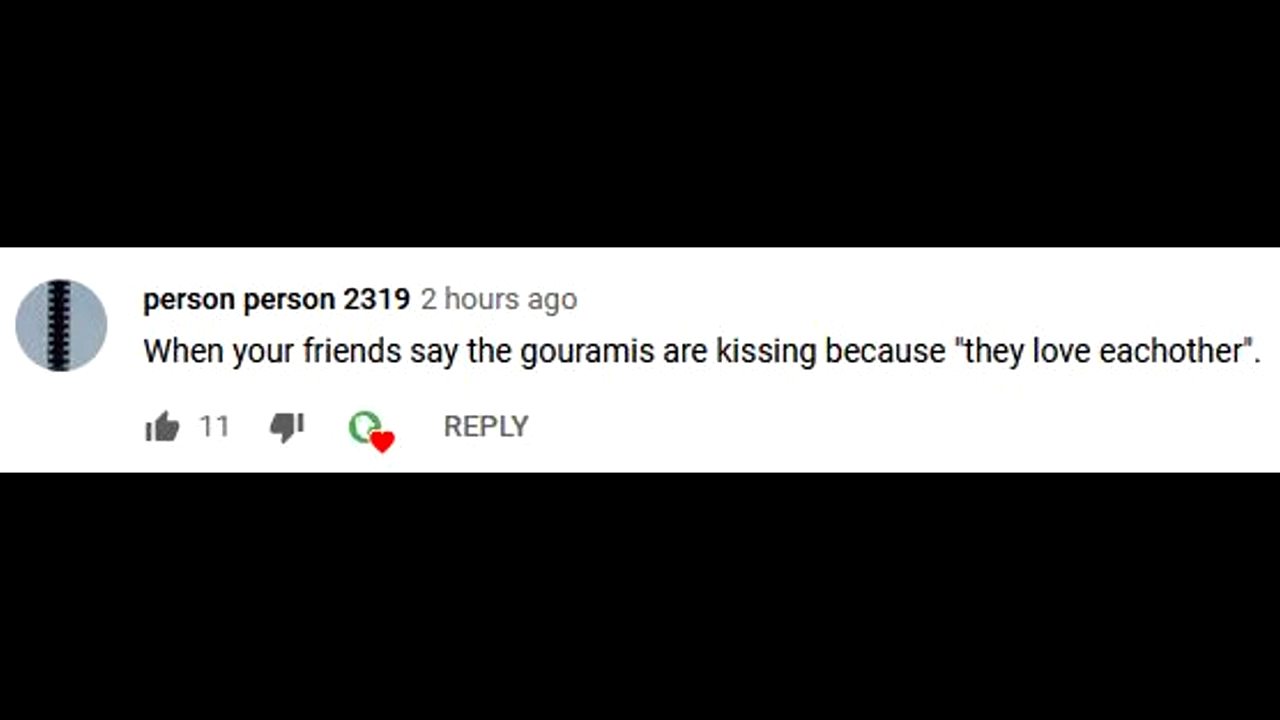 person person 2319 2 hours ago
When your friends say the gouramis are kissing because "they love eachother".
11 REPLY